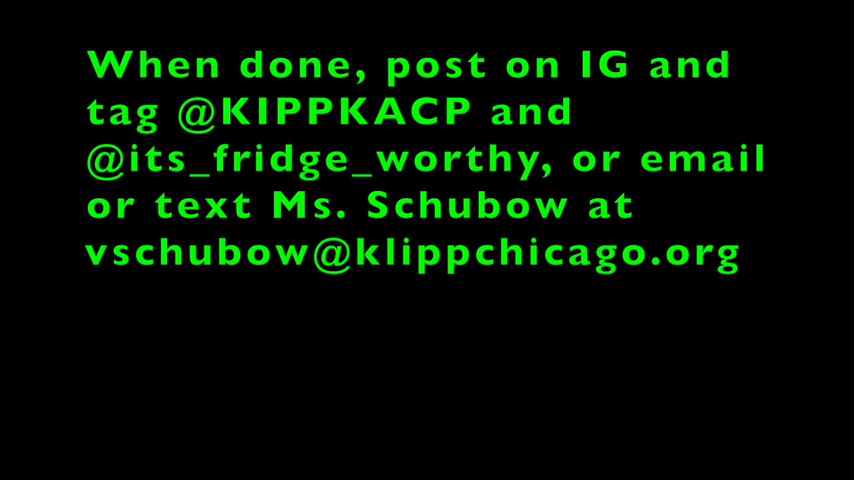 When done, post on IG and
tag @KIPPKACP and
@its_fridge_worthy, or email
or text Ms. Schubow at
vschubow@klippchicago.org